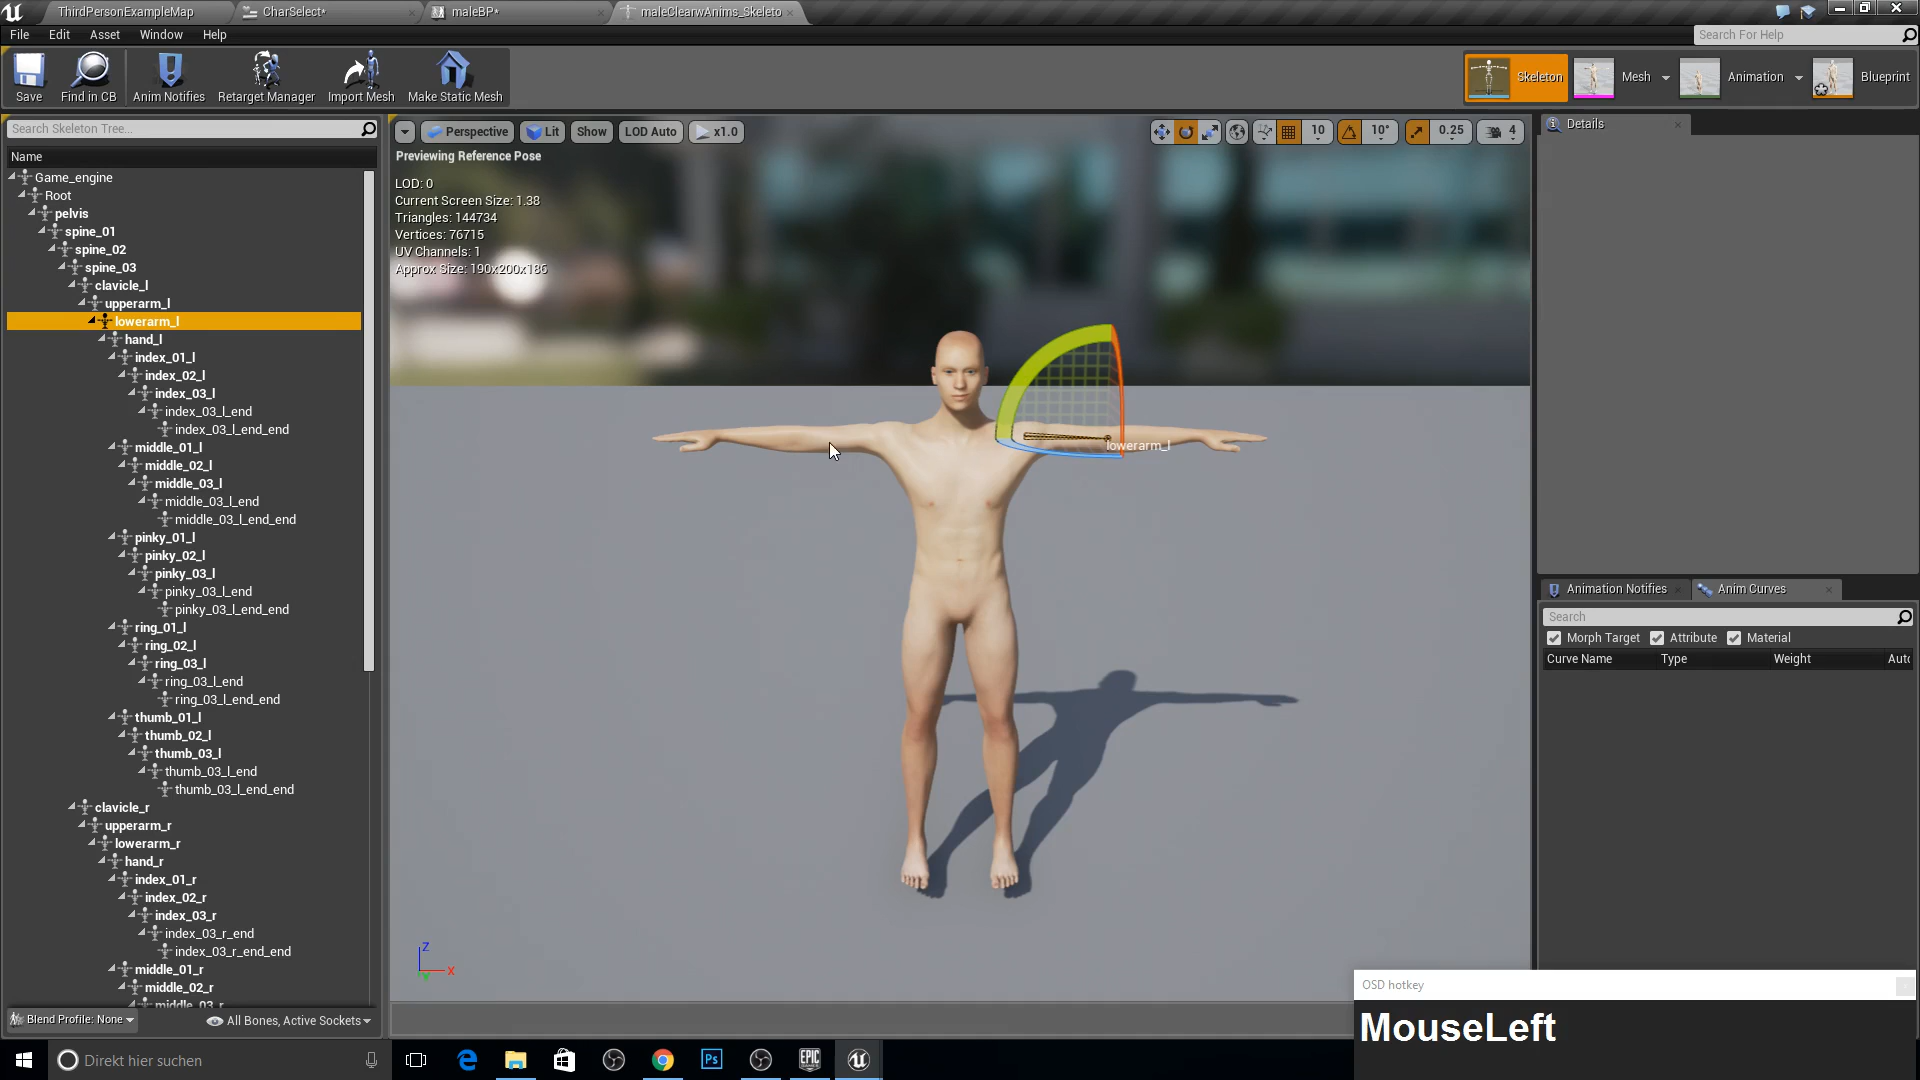 ThirdPersonExampleMap
CharSelect*
maleBP*
maleClearwAnims_Skeleto
File Edit Asset Window Help
Search For Help
Save
Find in CB
Anim Notifies
Retarget Manager
Import Mesh
Make Static Mesh
Skeleton
Mesh
Animation
Blueprint
Search Skeleton Tree...
Name
Game_engine
Root
pelvis
spine_01
spine_02
spine_03
clavicle_l
upperarm_l
lowerarm_l
hand_l
index_01_l
index_02_l
index_03_l
index_03_l_end
index_03_l_end_end
middle_01_l
middle_02_l
middle_03_l
middle_03_l_end
middle_03_l_end_end
pinky_01_l
pinky_02_l
pinky_03_l
pinky_03_l_end
pinky_03_l_end_end
ring_01_l
ring_02_l
ring_03_l
ring_03_l_end
ring_03_l_end_end
thumb_01_l
thumb_02_l
thumb_03_l
thumb_03_l_end
thumb_03_l_end_end
clavicle_r
upperarm_r
lowerarm_r
hand_r
index_01_r
index_02_r
index_03_r
index_03_r_end
index_03_r_end_end
middle_01_r
middle_02_r
middle_03_r
Blend Profile: None
All Bones, Active Sockets
Perspective Lit Show LOD Auto x1.0
10 10° 0.25 4
Previewing Reference Pose
LOD: 0
Current Screen Size: 1.38
Triangles: 144734
Vertices: 76715
UV Channels: 1
Approx Size: 190x200x186
lowerarm_l
Z
X
Y
Details
Animation Notifies
Anim Curves
Search
Morph Target Attribute Material
Curve Name Type Weight Auto
OSD hotkey
MouseLeft
Direkt hier suchen
Ps
EPIC